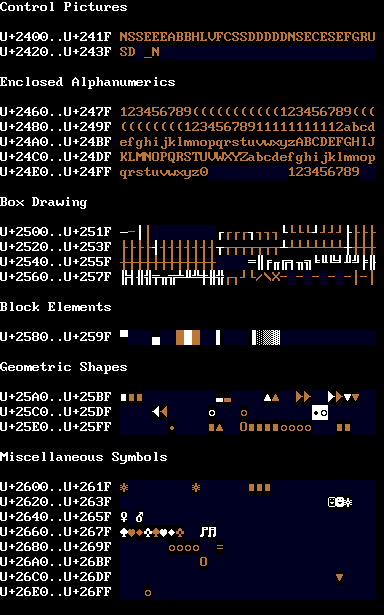 Control Pictures
U+2400..U+241F NSSEEEABBHLVFCSSDDDDDNSECESEFGRU
U+2420..U+243F SD _N
Enclosed Alphanumerics
U+2460..U+247F 123456789(((((((((((123456789(((
U+2480..U+249F ((((((((12345678911111111112abcd
U+24A0..U+24BF efghijklmnopqrstuvwxyzABCDEFGHIJ
U+24C0..U+24DF KLMNOPQRSTUVWXYZabcdefghijklmnop
U+24E0..U+24FF qrstuvwxyz0 123456789
Box Drawing
U+2500..U+251F
U+2520..U+253F
U+2540..U+255F
U+2560..U+257F
Block Elements
U+2580..U+259F
Geometric Shapes
U+25A0..U+25BF
U+25C0..U+25DF
U+25E0..U+25FF
Miscellaneous Symbols
U+2600..U+261F
U+2620..U+263F
U+2640..U+265F
U+2660..U+267F
U+2680..U+269F
U+26A0..U+26BF
U+26C0..U+26DF
U+26E0..U+26FF